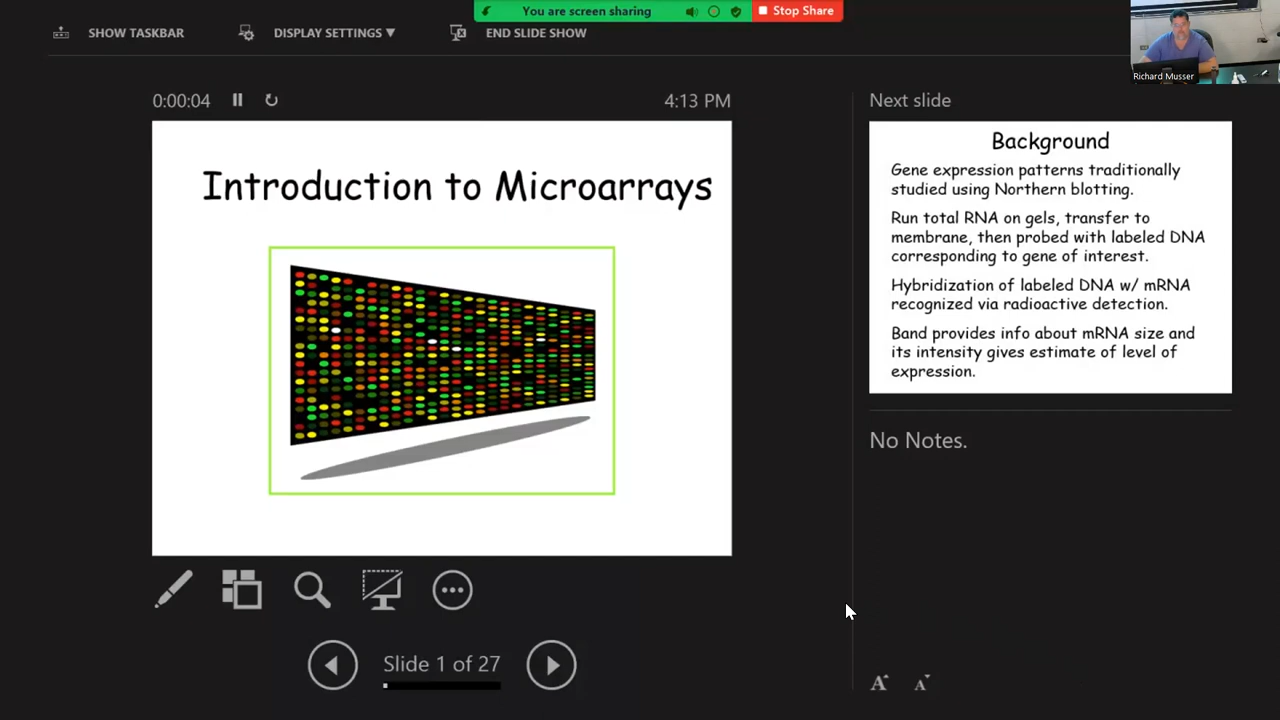 You are screen sharing
Stop Share
SHOW TASKBAR
DISPLAY SETTINGS ▼
END SLIDE SHOW
Richard Musser
0:00:04
4:13 PM
Next slide
Introduction to Microarrays
Background
Gene expression patterns traditionally
studied using Northern blotting.
Run total RNA on gels, transfer to
membrane, then probed with labeled DNA
corresponding to gene of interest.
Hybridization of labeled DNA w/ mRNA
recognized via radioactive detection.
Band provides info about mRNA size and
its intensity gives estimate of level of
expression.
No Notes.
Slide 1 of 27
A A